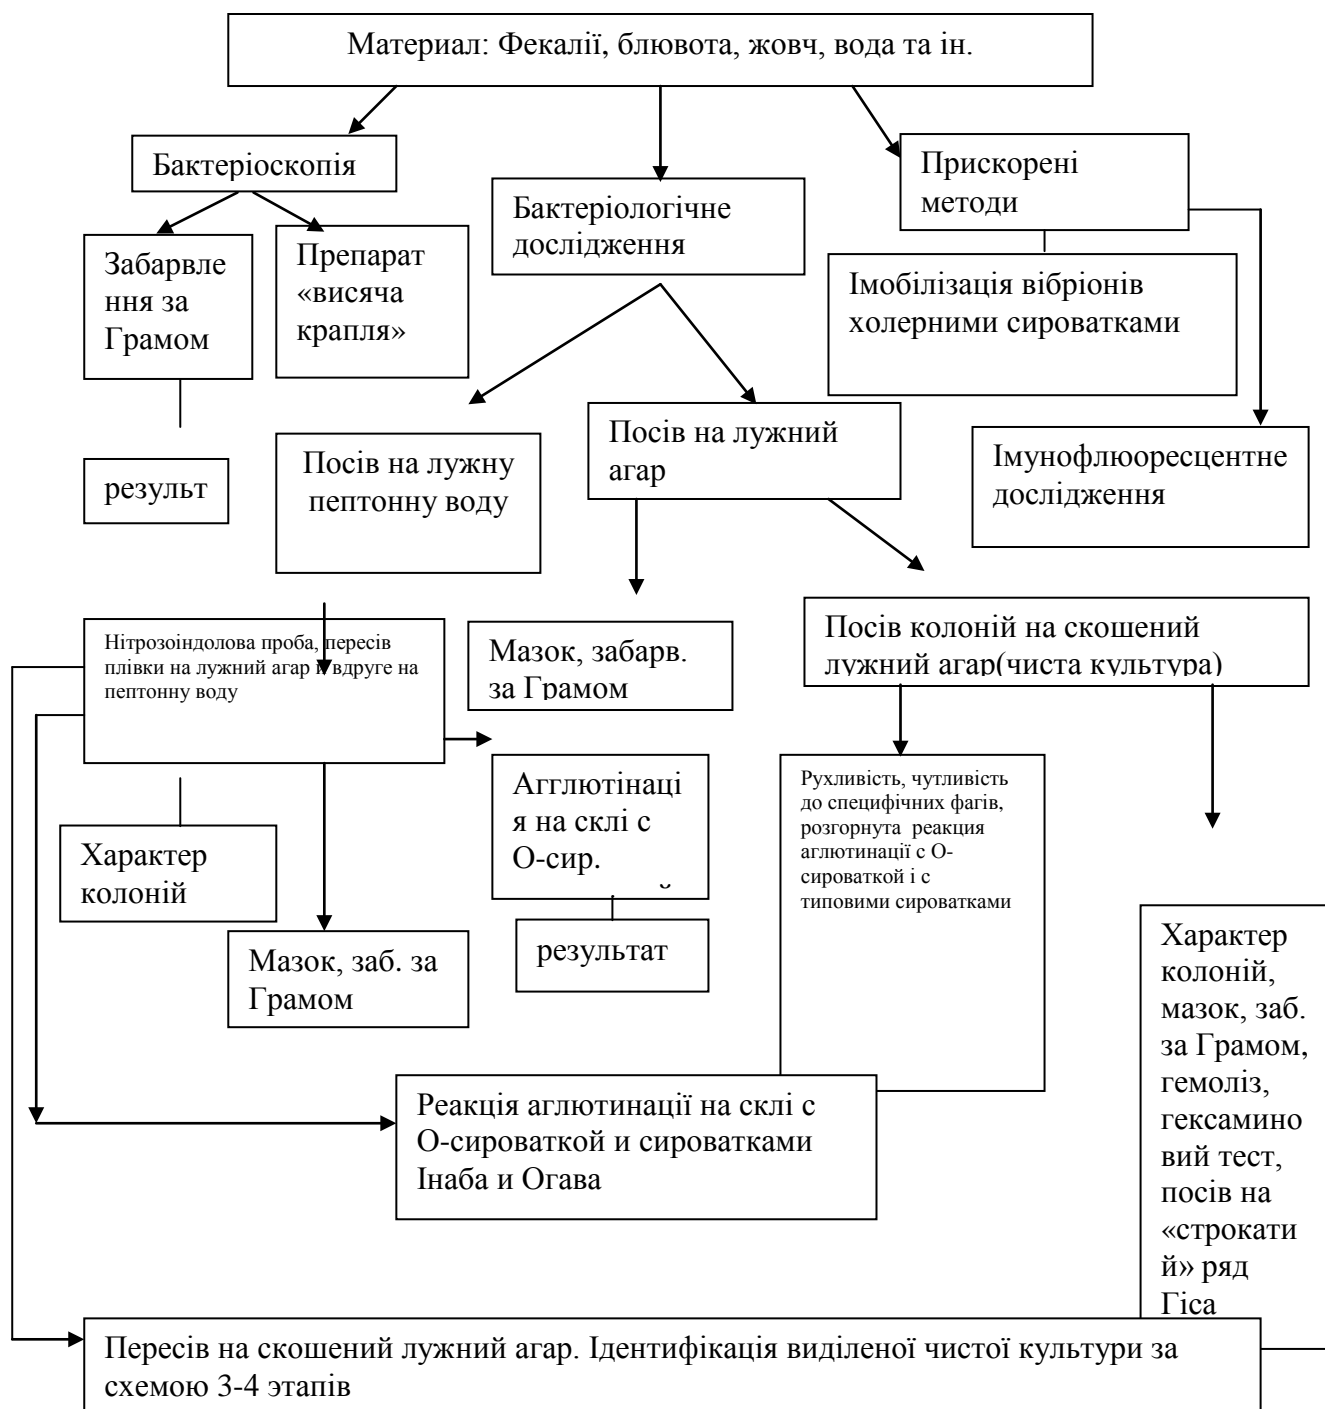 Материал: Фекалії, блювота, жовч, вода та ін.
Бактеріоскопія
Бактеріологічне
дослідження
Прискорені
методи
Забарвле
ння за
Грамом
Препарат
«висяча
крапля»
Імобілізація вібріонів
холерними сироватками
результ
Посів на лужну
пептонну воду
Посів на лужний
агар
Імунофлюоресцентне
дослідження
Нітрозоіндолова проба, пересів
плівки на лужний агар и вдруге на
пептонну воду
Мазок, забарв.
за Грамом
Посів колоній на скошений
лужний агар(чиста культура)
Характер
колоній
Мазок, заб. за
Грамом
Агглютінаці
я на склі с
О-сир.
результат
Рухливість, чутливість
до специфічних фагів,
розгорнута реакция
аглютинації с О-
сироваткой і с
типовими сироватками
Характер
колоній,
мазок, заб.
за Грамом,
гемоліз,
гексамино
вий тест,
посів на
«строкати
й» ряд
Гіса
Реакція аглютинації на склі с
О-сироваткой и сироватками
Інаба и Огава
Пересів на скошений лужний агар. Ідентифікація виділеної чистої культури за
схемою 3-4 этапів